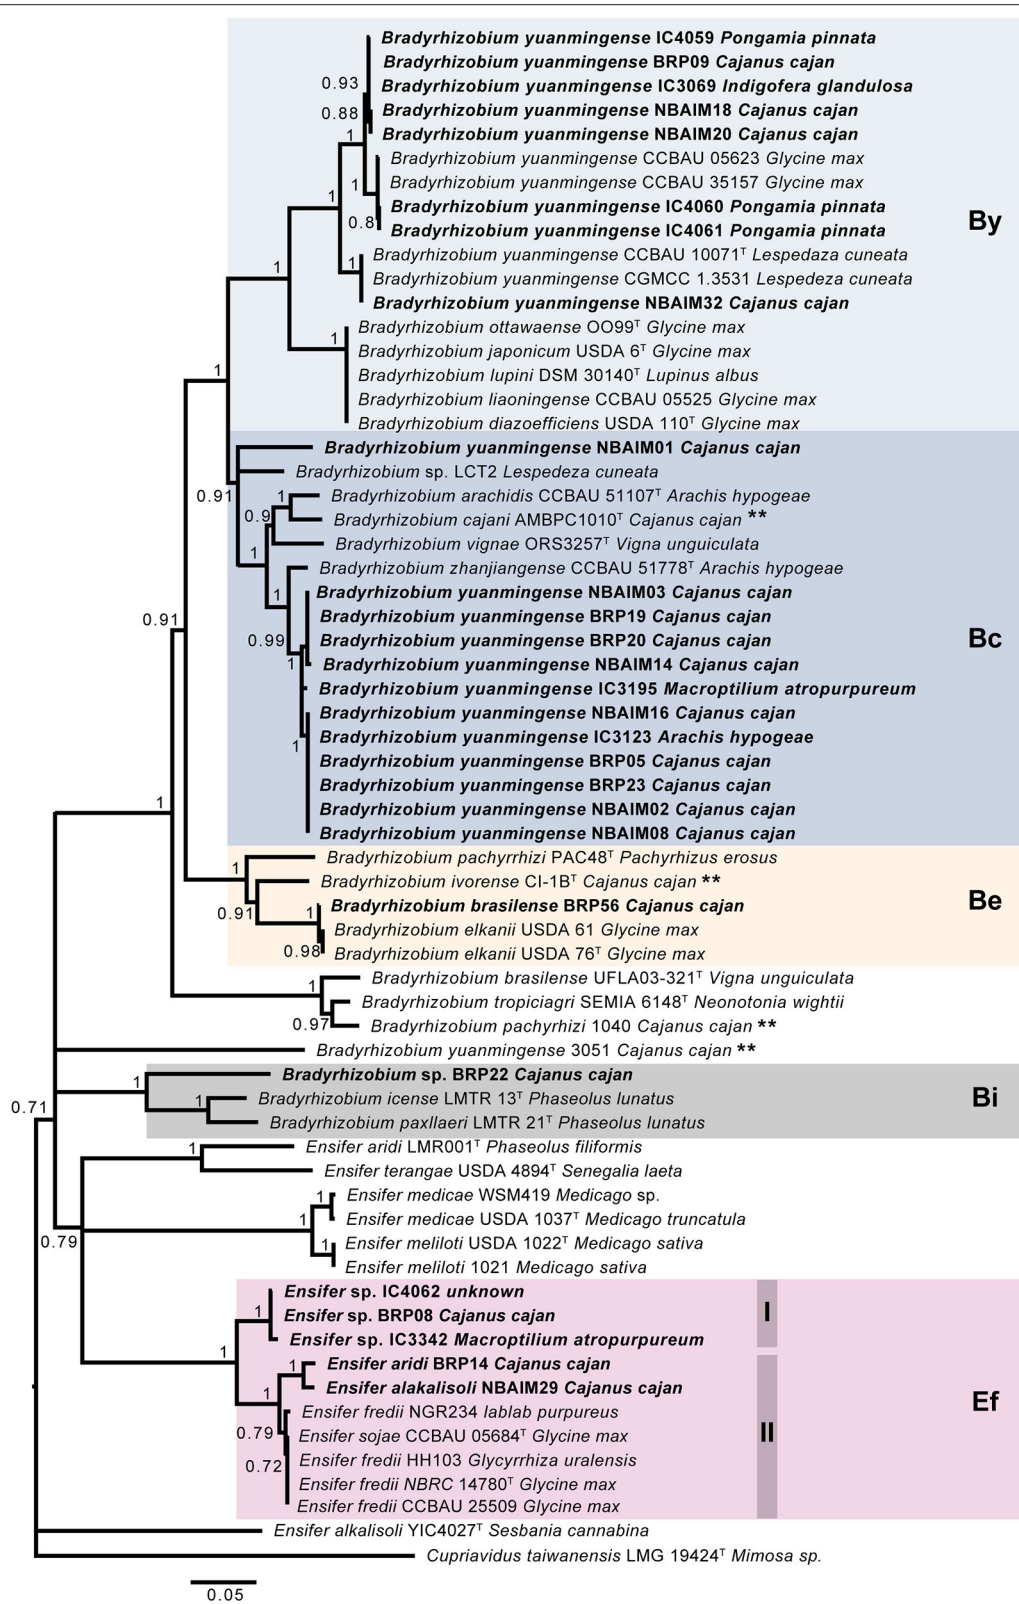 Bradyrhizobium yuanmingense IC4059 Pongamia pinnata
Bradyrhizobium yuanmingense BRP09 Cajanus cajan
0.93
Bradyrhizobium yuanmingense IC3069 Indigofera glandulosa
0.88
Bradyrhizobium yuanmingense NBAIM18 Cajanus cajan
1
Bradyrhizobium yuanmingense NBAIM20 Cajanus cajan
Bradyrhizobium yuanmingense CCBAU 05623 Glycine max
1
Bradyrhizobium yuanmingense CCBAU 35157 Glycine max
1
Bradyrhizobium yuanmingense IC4060 Pongamia pinnata
By
0.8
Bradyrhizobium yuanmingense IC4061 Pongamia pinnata
Bradyrhizobium yuanmingense CCBAU 10071ᵀ Lespedaza cuneata
1
1
Bradyrhizobium yuanmingense CGMCC 1.3531 Lespedaza cuneata
Bradyrhizobium yuanmingense NBAIM32 Cajanus cajan
Bradyrhizobium ottawaense OO99ᵀ Glycine max
1
Bradyrhizobium japonicum USDA 6ᵀ Glycine max
1
Bradyrhizobium lupini DSM 30140ᵀ Lupinus albus
Bradyrhizobium liaoningense CCBAU 05525 Glycine max
Bradyrhizobium diazoefficiens USDA 110ᵀ Glycine max
Bradyrhizobium yuanmingense NBAIM01 Cajanus cajan
Bradyrhizobium sp. LCT2 Lespedeza cuneata
0.91
1
Bradyrhizobium arachidis CCBAU 51107ᵀ Arachis hypogeae
0.9
Bradyrhizobium cajani AMBPC1010ᵀ Cajanus cajan **
Bradyrhizobium vignae ORS3257ᵀ Vigna unguiculata
1
Bradyrhizobium zhanjiangense CCBAU 51778ᵀ Arachis hypogeae
1
Bradyrhizobium yuanmingense NBAIM03 Cajanus cajan
0.91
Bradyrhizobium yuanmingense BRP19 Cajanus cajan
0.99
Bradyrhizobium yuanmingense BRP20 Cajanus cajan
Bc
1
Bradyrhizobium yuanmingense NBAIM14 Cajanus cajan
Bradyrhizobium yuanmingense IC3195 Macroptilium atropurpureum
Bradyrhizobium yuanmingense NBAIM16 Cajanus cajan
1
Bradyrhizobium yuanmingense IC3123 Arachis hypogeae
Bradyrhizobium yuanmingense BRP05 Cajanus cajan
Bradyrhizobium yuanmingense BRP23 Cajanus cajan
1
Bradyrhizobium yuanmingense NBAIM02 Cajanus cajan
Bradyrhizobium yuanmingense NBAIM08 Cajanus cajan
Bradyrhizobium pachyrrhizi PAC48ᵀ Pachyrhizus erosus
1
Bradyrhizobium ivorense CI-1Bᵀ Cajanus cajan **
0.91
1
Bradyrhizobium brasilense BRP56 Cajanus cajan
Be
Bradyrhizobium elkanii USDA 61 Glycine max
0.98
Bradyrhizobium elkanii USDA 76ᵀ Glycine max
Bradyrhizobium brasilense UFLA03-321ᵀ Vigna unguiculata
1
Bradyrhizobium tropiciagri SEMIA 6148ᵀ Neonotonia wightii
0.97
Bradyrhizobium pachyrhizi 1040 Cajanus cajan **
Bradyrhizobium yuanmingense 3051 Cajanus cajan **
1
Bradyrhizobium sp. BRP22 Cajanus cajan
1
Bradyrhizobium icense LMTR 13ᵀ Phaseolus lunatus
Bi
0.71
Bradyrhizobium paxllaeri LMTR 21ᵀ Phaseolus lunatus
1
Ensifer aridi LMR001ᵀ Phaseolus filiformis
Ensifer terangae USDA 4894ᵀ Senegalia laeta
1
Ensifer medicae WSM419 Medicago sp.
1
Ensifer medicae USDA 1037ᵀ Medicago truncatula
0.79
1
Ensifer meliloti USDA 1022ᵀ Medicago sativa
Ensifer meliloti 1021 Medicago sativa
Ensifer sp. IC4062 unknown
1
Ensifer sp. BRP08 Cajanus cajan
I
Ensifer sp. IC3342 Macroptilium atropurpureum
1
1
Ensifer aridi BRP14 Cajanus cajan
1
Ensifer alakalisoli NBAIM29 Cajanus cajan
Ef
Ensifer fredii NGR234 lablab purpureus
0.79
Ensifer sojae CCBAU 05684ᵀ Glycine max
II
0.72
Ensifer fredii HH103 Glycyrrhiza uralensis
Ensifer fredii NBRC 14780ᵀ Glycine max
Ensifer fredii CCBAU 25509 Glycine max
Ensifer alkalisoli YIC4027ᵀ Sesbania cannabina
Cupriavidus taiwanensis LMG 19424ᵀ Mimosa sp.
0.05